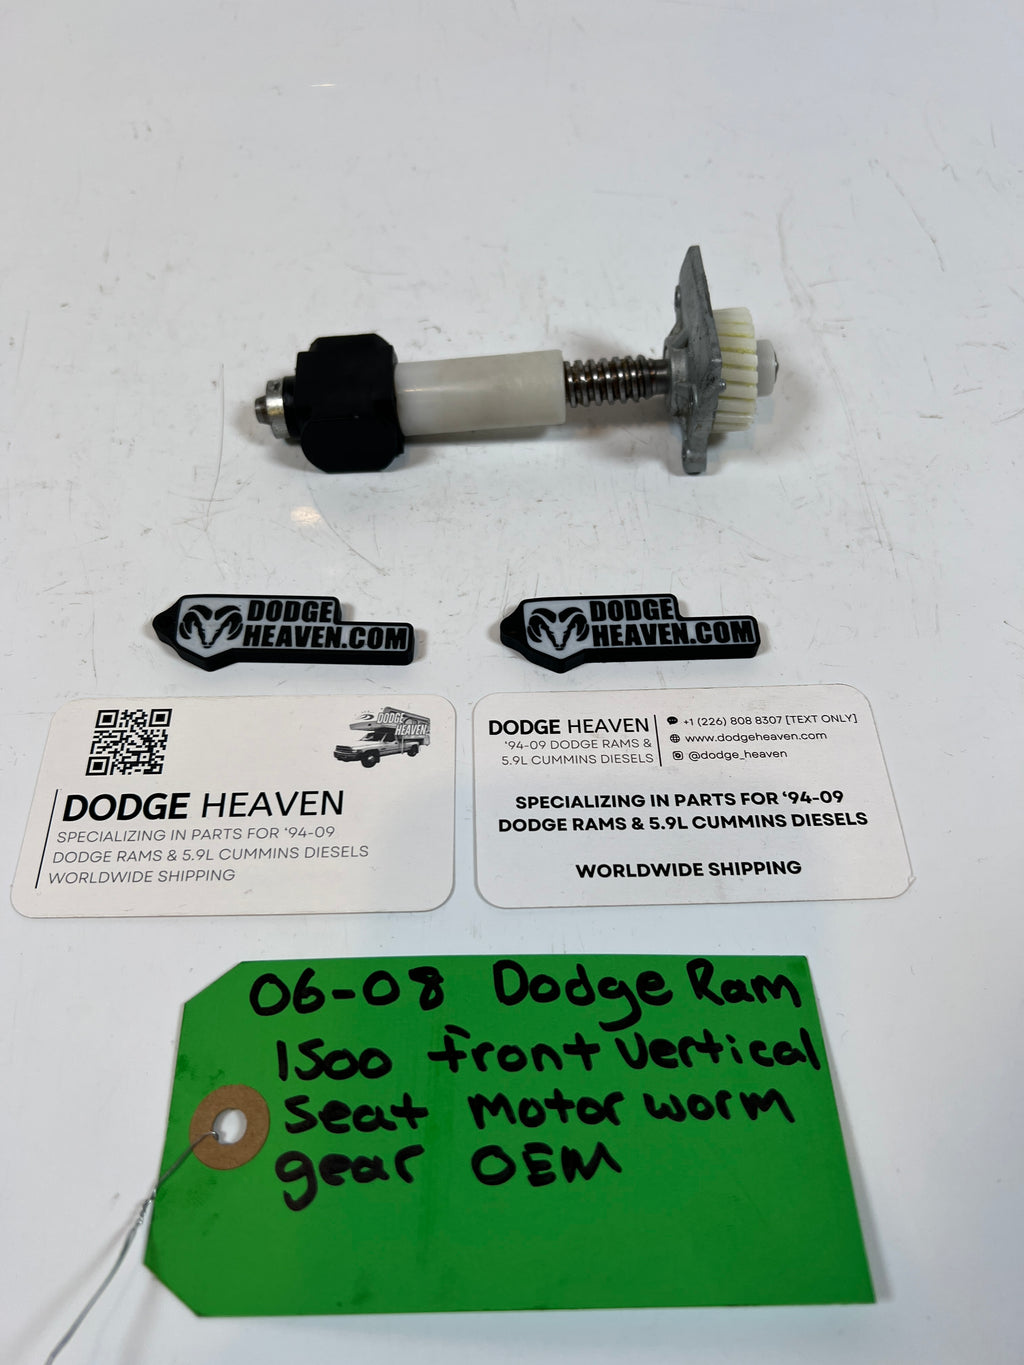 DODGE
HEAVEN.COM
DODGE
HEAVEN.COM
DODGE
HEAVEN
DODGE HEAVEN
SPECIALIZING IN PARTS FOR ‘94-09
DODGE RAMS & 5.9L CUMMINS DIESELS
WORLDWIDE SHIPPING
DODGE HEAVEN
‘94-09 DODGE RAMS &
5.9L CUMMINS DIESELS
+1 (226) 808 8307 [TEXT ONLY]
www.dodgeheaven.com
@dodge_heaven
SPECIALIZING IN PARTS FOR ‘94-09
DODGE RAMS & 5.9L CUMMINS DIESELS
WORLDWIDE SHIPPING
06-08 Dodge Ram
1500 front vertical
seat motor worm
gear OEM